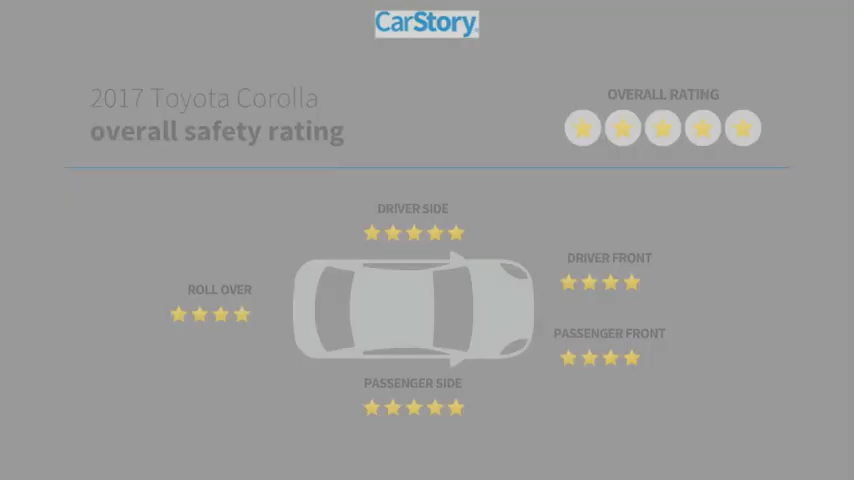 CarStory
2017 Toyota Corolla
overall safety rating
OVERALL RATING
DRIVER SIDE
DRIVER FRONT
ROLL OVER
PASSENGER FRONT
PASSENGER SIDE